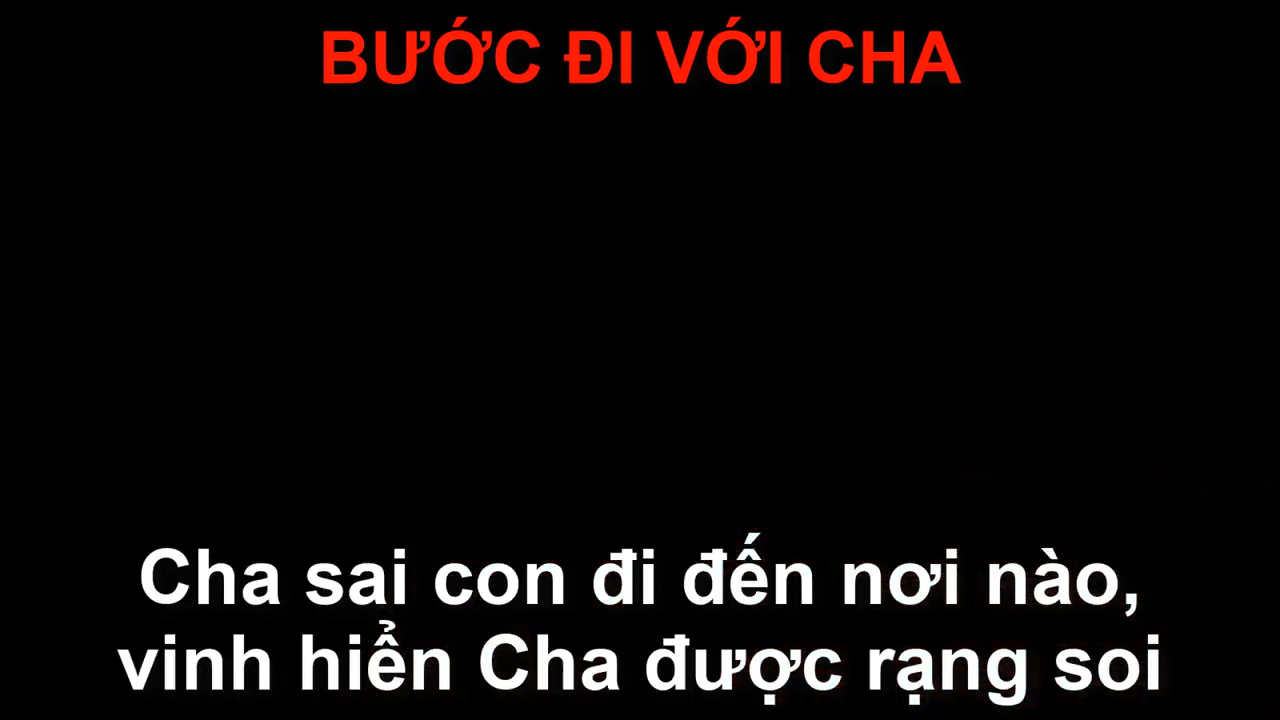 BƯỚC ĐI VỚI CHA
Cha sai con đi đến nơi nào,
vinh hiển Cha được rạng soi